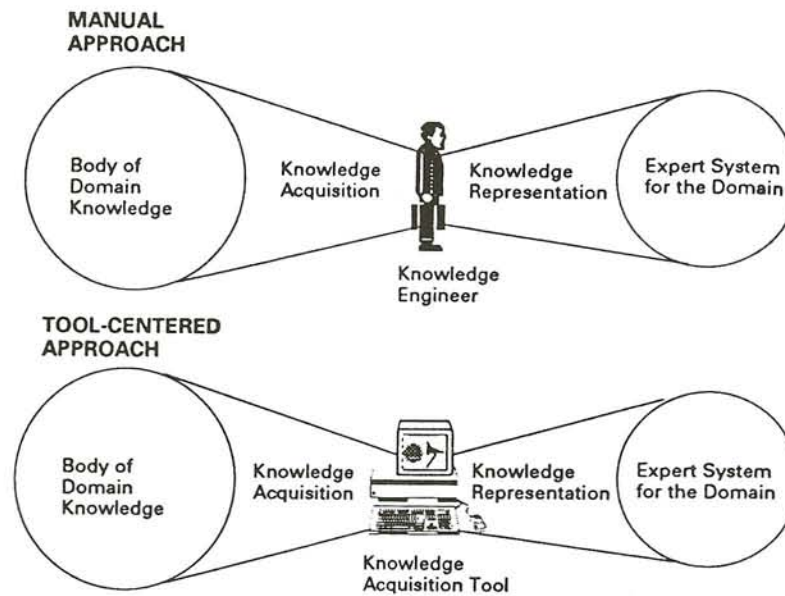 MANUAL
APPROACH
Body of
Domain
Knowledge
Knowledge
Acquisition
Knowledge
Representation
Expert System
for the Domain
Knowledge
Engineer
TOOL-CENTERED
APPROACH
Body of
Domain
Knowledge
Knowledge
Acquisition
Knowledge
Representation
Expert System
for the Domain
Knowledge
Acquisition Tool